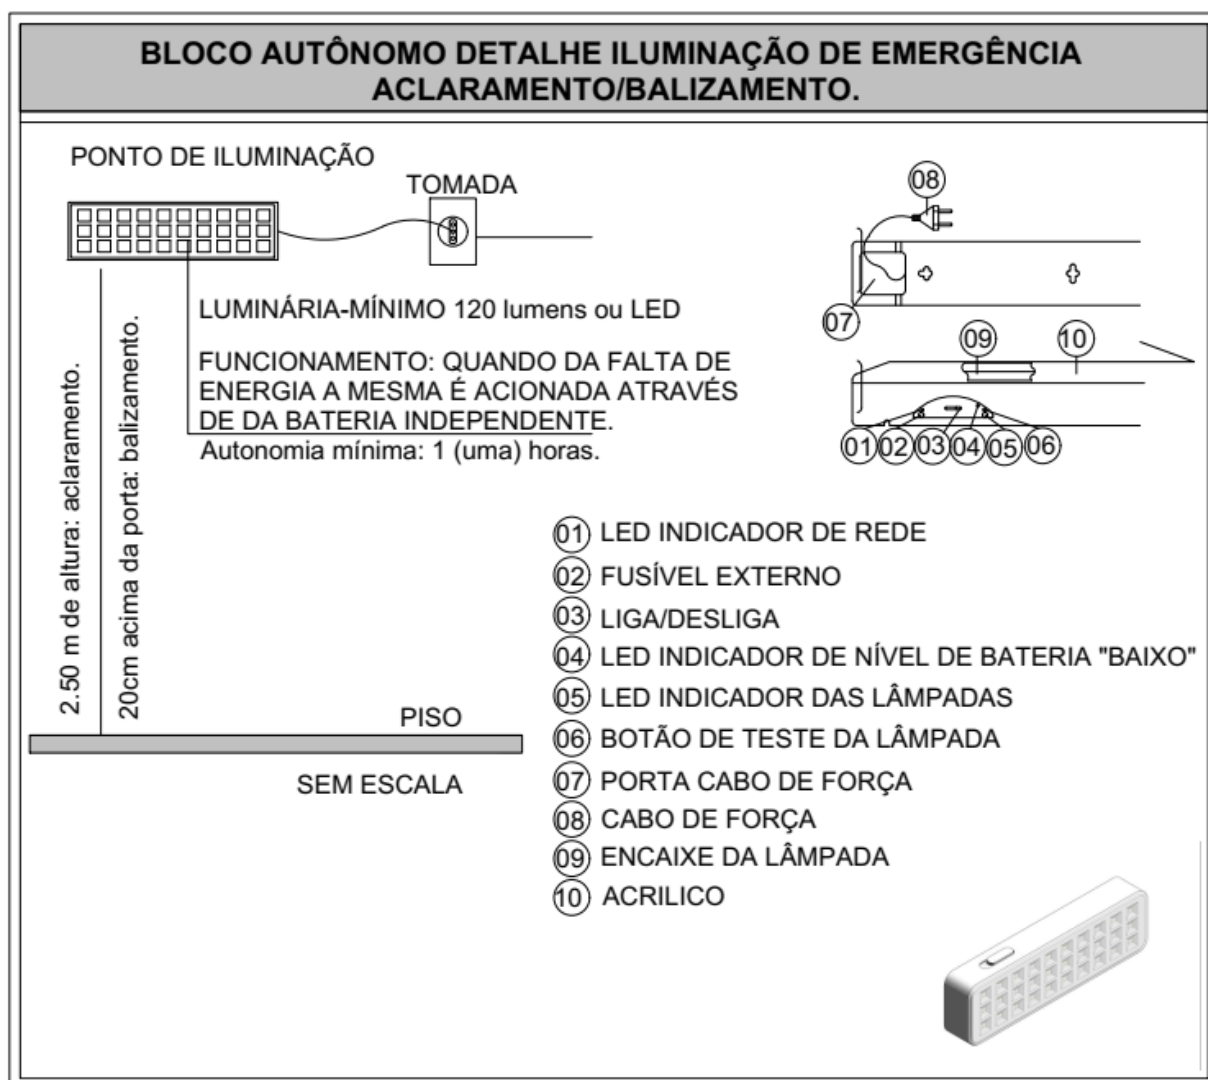 BLOCO AUTÔNOMO DETALHE ILUMINAÇÃO DE EMERGÊNCIA
ACLARAMENTO/BALIZAMENTO.
PONTO DE ILUMINAÇÃO
TOMADA
LUMINÁRIA-MÍNIMO 120 lumens ou LED
FUNCIONAMENTO: QUANDO DA FALTA DE
ENERGIA A MESMA É ACIONADA ATRAVÉS
DE DA BATERIA INDEPENDENTE.
Autonomia mínima: 1 (uma) horas.
2.50 m de altura: aclaramento.
20cm acima da porta: balizamento.
PISO
SEM ESCALA
08
07
09
10
01 02 03 04 05 06
01 LED INDICADOR DE REDE
02 FUSÍVEL EXTERNO
03 LIGA/DESLIGA
04 LED INDICADOR DE NÍVEL DE BATERIA "BAIXO"
05 LED INDICADOR DAS LÂMPADAS
06 BOTÃO DE TESTE DA LÂMPADA
07 PORTA CABO DE FORÇA
08 CABO DE FORÇA
09 ENCAIXE DA LÂMPADA
10 ACRILICO